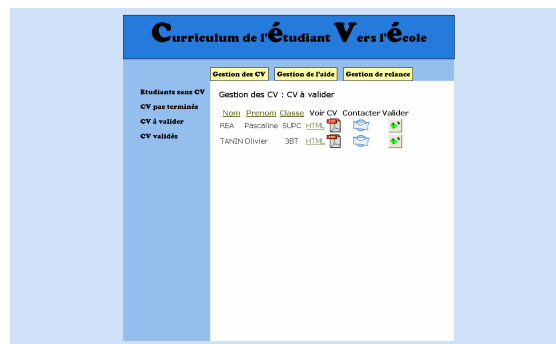 Curriculum de l'étudiant Vers l'école
Gestion des CV Gestion de l'aide Gestion de relance
Etudiants sans CV
CV pas terminés
CV à valider
CV validés
Gestion des CV : CV à valider
Nom Prenom Classe Voir CV Contacter Valider
REA Pascaline SUPC HTML
TANIN Olivier 3BT HTML